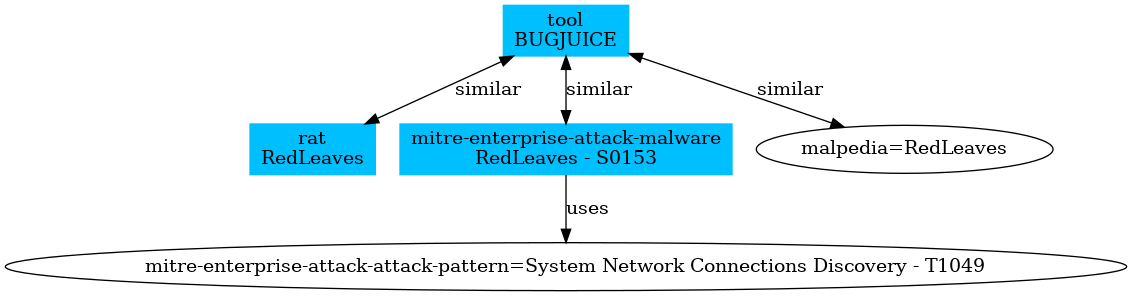 tool
BUGJUICE
similar
similar
similar
rat
RedLeaves
mitre-enterprise-attack-malware
RedLeaves - S0153
malpedia=RedLeaves
uses
mitre-enterprise-attack-attack-pattern=System Network Connections Discovery - T1049